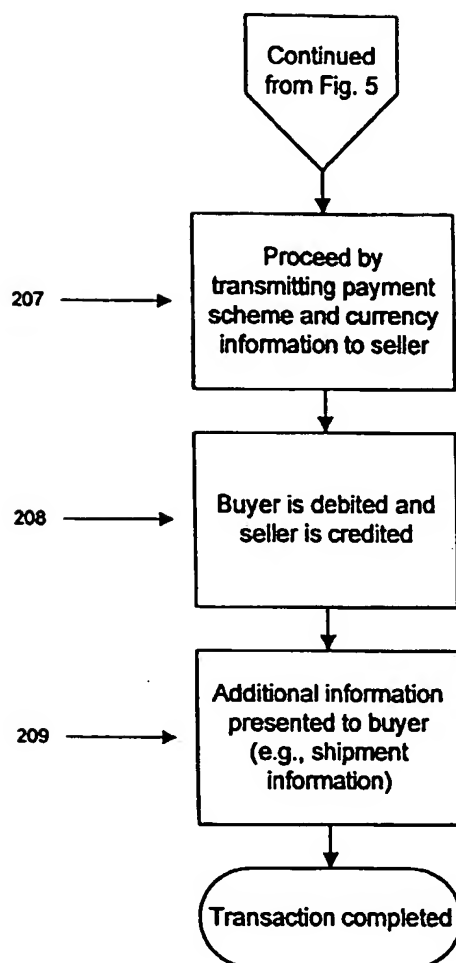 Continued
from Fig. 5
207
Proceed by
transmitting payment
scheme and currency
information to seller
208
Buyer is debited and
seller is credited
209
Additional information
presented to buyer
(e.g., shipment
information)
Transaction completed